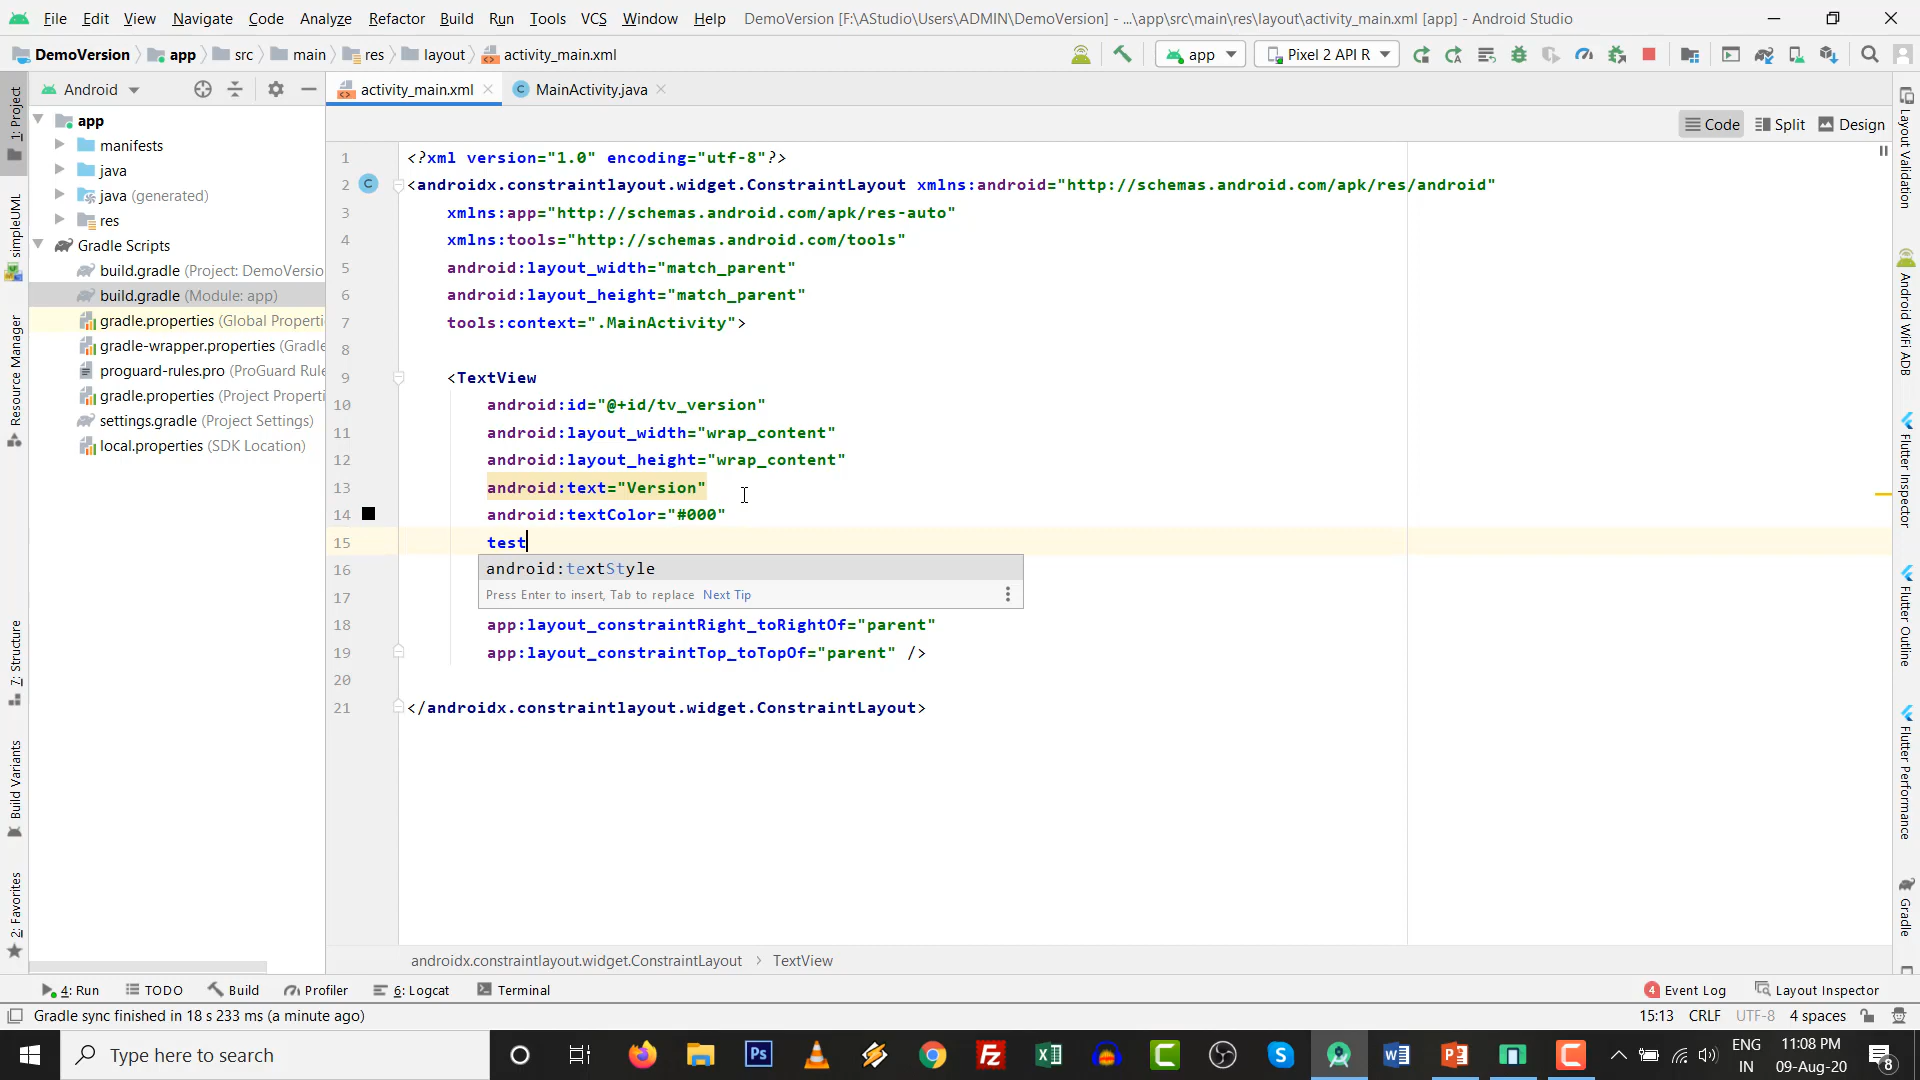 File Edit View Navigate Code Analyze Refactor Build Run Tools VCS Window Help DemoVersion [F:\AStudio\Users\ADMIN\DemoVersion] - ...\app\src\main\res\layout\activity_main.xml [app] - Android Studio
DemoVersion app src main res layout activity_main.xml app Pixel 2 API R
Android activity_main.xml MainActivity.java
Code Split Design
1: Project
simpleUML
Resource Manager
7: Structure
Build Variants
2: Favorites
app
manifests
java
java (generated)
res
Gradle Scripts
build.gradle (Project: DemoVersio
build.gradle (Module: app)
gradle.properties (Global Properti
gradle-wrapper.properties (Gradle
proguard-rules.pro (ProGuard Rule
gradle.properties (Project Properti
settings.gradle (Project Settings)
local.properties (SDK Location)
1 <?xml version="1.0" encoding="utf-8"?>
2 C <androidx.constraintlayout.widget.ConstraintLayout xmlns:android="http://schemas.android.com/apk/res/android"
3 xmlns:app="http://schemas.android.com/apk/res-auto"
4 xmlns:tools="http://schemas.android.com/tools"
5 android:layout_width="match_parent"
6 android:layout_height="match_parent"
7 tools:context=".MainActivity">
8
9 <TextView
10 android:id="@+id/tv_version"
11 android:layout_width="wrap_content"
12 android:layout_height="wrap_content"
13 android:text="Version"
14 android:textColor="#000"
15 test
16 android:textStyle
17 Press Enter to insert, Tab to replace Next Tip
18 app:layout_constraintRight_toRightOf="parent"
19 app:layout_constraintTop_toTopOf="parent" />
20
21 </androidx.constraintlayout.widget.ConstraintLayout>
Layout Validation
Android WiFi ADB
Flutter Inspector
Flutter Outline
Flutter Performance
Gradle
androidx.constraintlayout.widget.ConstraintLayout > TextView
4: Run TODO Build Profiler 6: Logcat Terminal 4 Event Log Layout Inspector
Gradle sync finished in 18 s 233 ms (a minute ago) 15:13 CRLF UTF-8 4 spaces
Type here to search Ps ENG 11:08 PM
IN 09-Aug-20 8